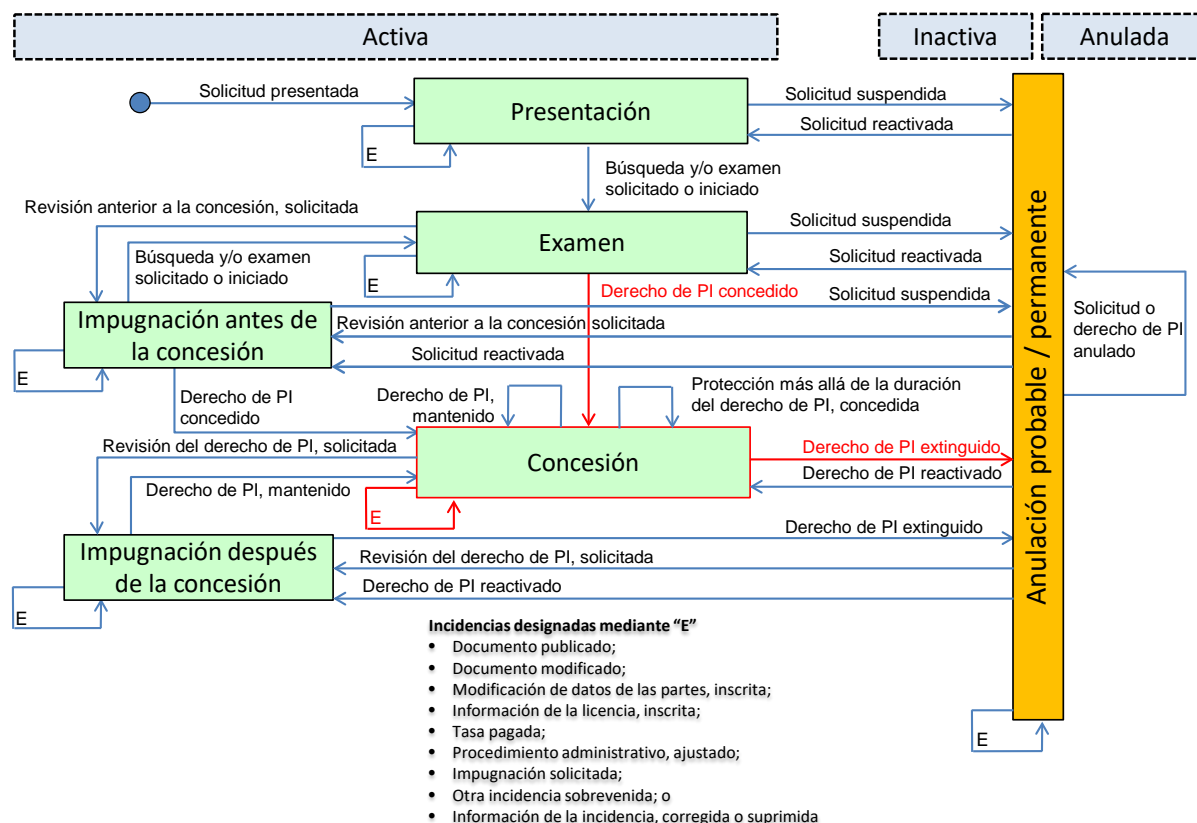 Activa
Inactiva
Anulada
Solicitud presentada
Presentación
Solicitud suspendida
Solicitud reactivada
E
Búsqueda y/o examen
solicitado o iniciado
Revisión anterior a la concesión, solicitada
Examen
Solicitud suspendida
Solicitud reactivada
Búsqueda y/o examen
solicitado o iniciado
E
Derecho de PI concedido
Solicitud suspendida
Impugnación antes de
la concesión
Revisión anterior a la concesión solicitada
Solicitud reactivada
E
Solicitud o
derecho de PI
anulado
Anulación probable / permanente
Derecho de PI
concedido
Derecho de PI,
mantenido
Protección más allá de la duración
del derecho de PI, concedida
Revisión del derecho de PI, solicitada
Concesión
Derecho de PI extinguido
Derecho de PI reactivado
Derecho de PI, mantenido
E
Derecho de PI extinguido
Impugnación después
de la concesión
Revisión del derecho de PI, solicitada
Derecho de PI reactivado
E
Incidencias designadas mediante “E”
• Documento publicado;
• Documento modificado;
• Modificación de datos de las partes, inscrita;
• Información de la licencia, inscrita;
• Tasa pagada;
• Procedimiento administrativo, ajustado;
• Impugnación solicitada;
• Otra incidencia sobrevenida; o
• Información de la incidencia, corregida o suprimida
E